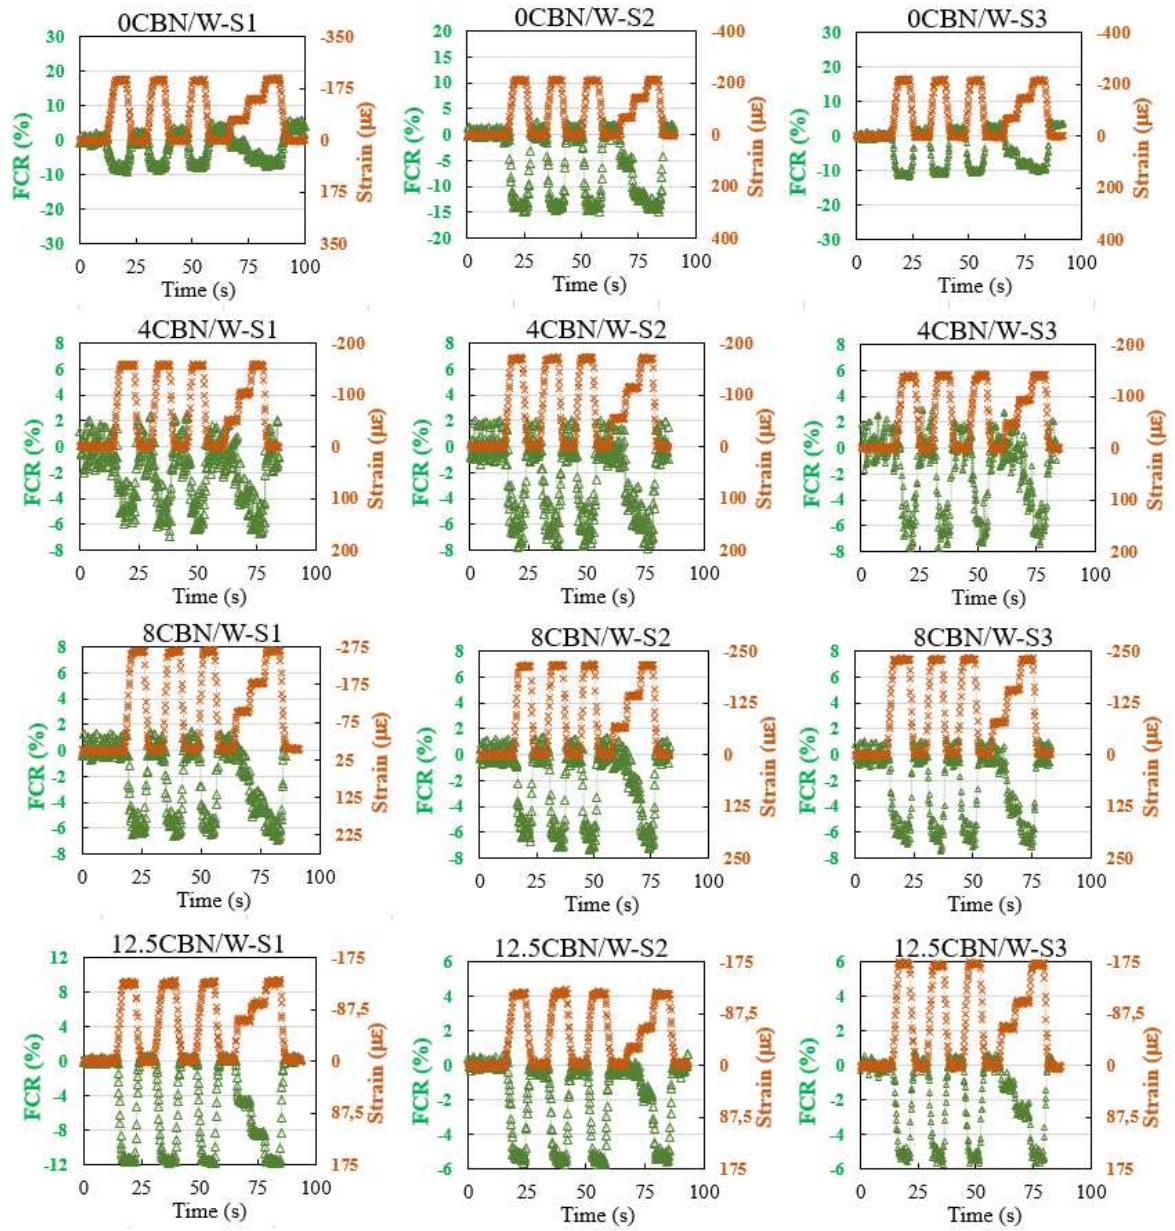 0CBN/W-S1
30
20
10
0
-10
-20
-30
FCR (%)
-350
-175
0
175
350
Strain (με)
0 25 50 75 100
Time (s)
0CBN/W-S2
20
15
10
5
0
-5
-10
-15
-20
FCR (%)
-400
-200
0
200
400
Strain (με)
0 25 50 75 100
Time (s)
0CBN/W-S3
30
20
10
0
-10
-20
-30
FCR (%)
-400
-200
0
200
400
Strain (με)
0 25 50 75 100
Time (s)
4CBN/W-S1
8
6
4
2
0
-2
-4
-6
-8
FCR (%)
-200
-100
0
100
200
Strain (με)
0 25 50 75 100
Time (s)
4CBN/W-S2
8
6
4
2
0
-2
-4
-6
-8
FCR (%)
-200
-100
0
100
200
Strain (με)
0 25 50 75 100
Time (s)
4CBN/W-S3
8
6
4
2
0
-2
-4
-6
-8
FCR (%)
-200
-100
0
100
200
Strain (με)
0 25 50 75 100
Time (s)
8CBN/W-S1
8
6
4
2
0
-2
-4
-6
-8
FCR (%)
-275
-175
-75
25
125
225
Strain (με)
0 25 50 75 100
Time (s)
8CBN/W-S2
8
6
4
2
0
-2
-4
-6
-8
FCR (%)
-250
-125
0
125
250
Strain (με)
0 25 50 75 100
Time (s)
8CBN/W-S3
8
6
4
2
0
-2
-4
-6
-8
FCR (%)
-250
-125
0
125
250
Strain (με)
0 25 50 75 100
Time (s)
12.5CBN/W-S1
12
8
4
0
-4
-8
-12
FCR (%)
-175
-87,5
0
87,5
175
Strain (με)
0 25 50 75 100
Time (s)
12.5CBN/W-S2
6
4
2
0
-2
-4
-6
FCR (%)
-175
-87,5
0
87,5
175
Strain (με)
0 25 50 75 100
Time (s)
12.5CBN/W-S3
6
4
2
0
-2
-4
-6
FCR (%)
-175
-87,5
0
87,5
175
Strain (με)
0 25 50 75 100
Time (s)